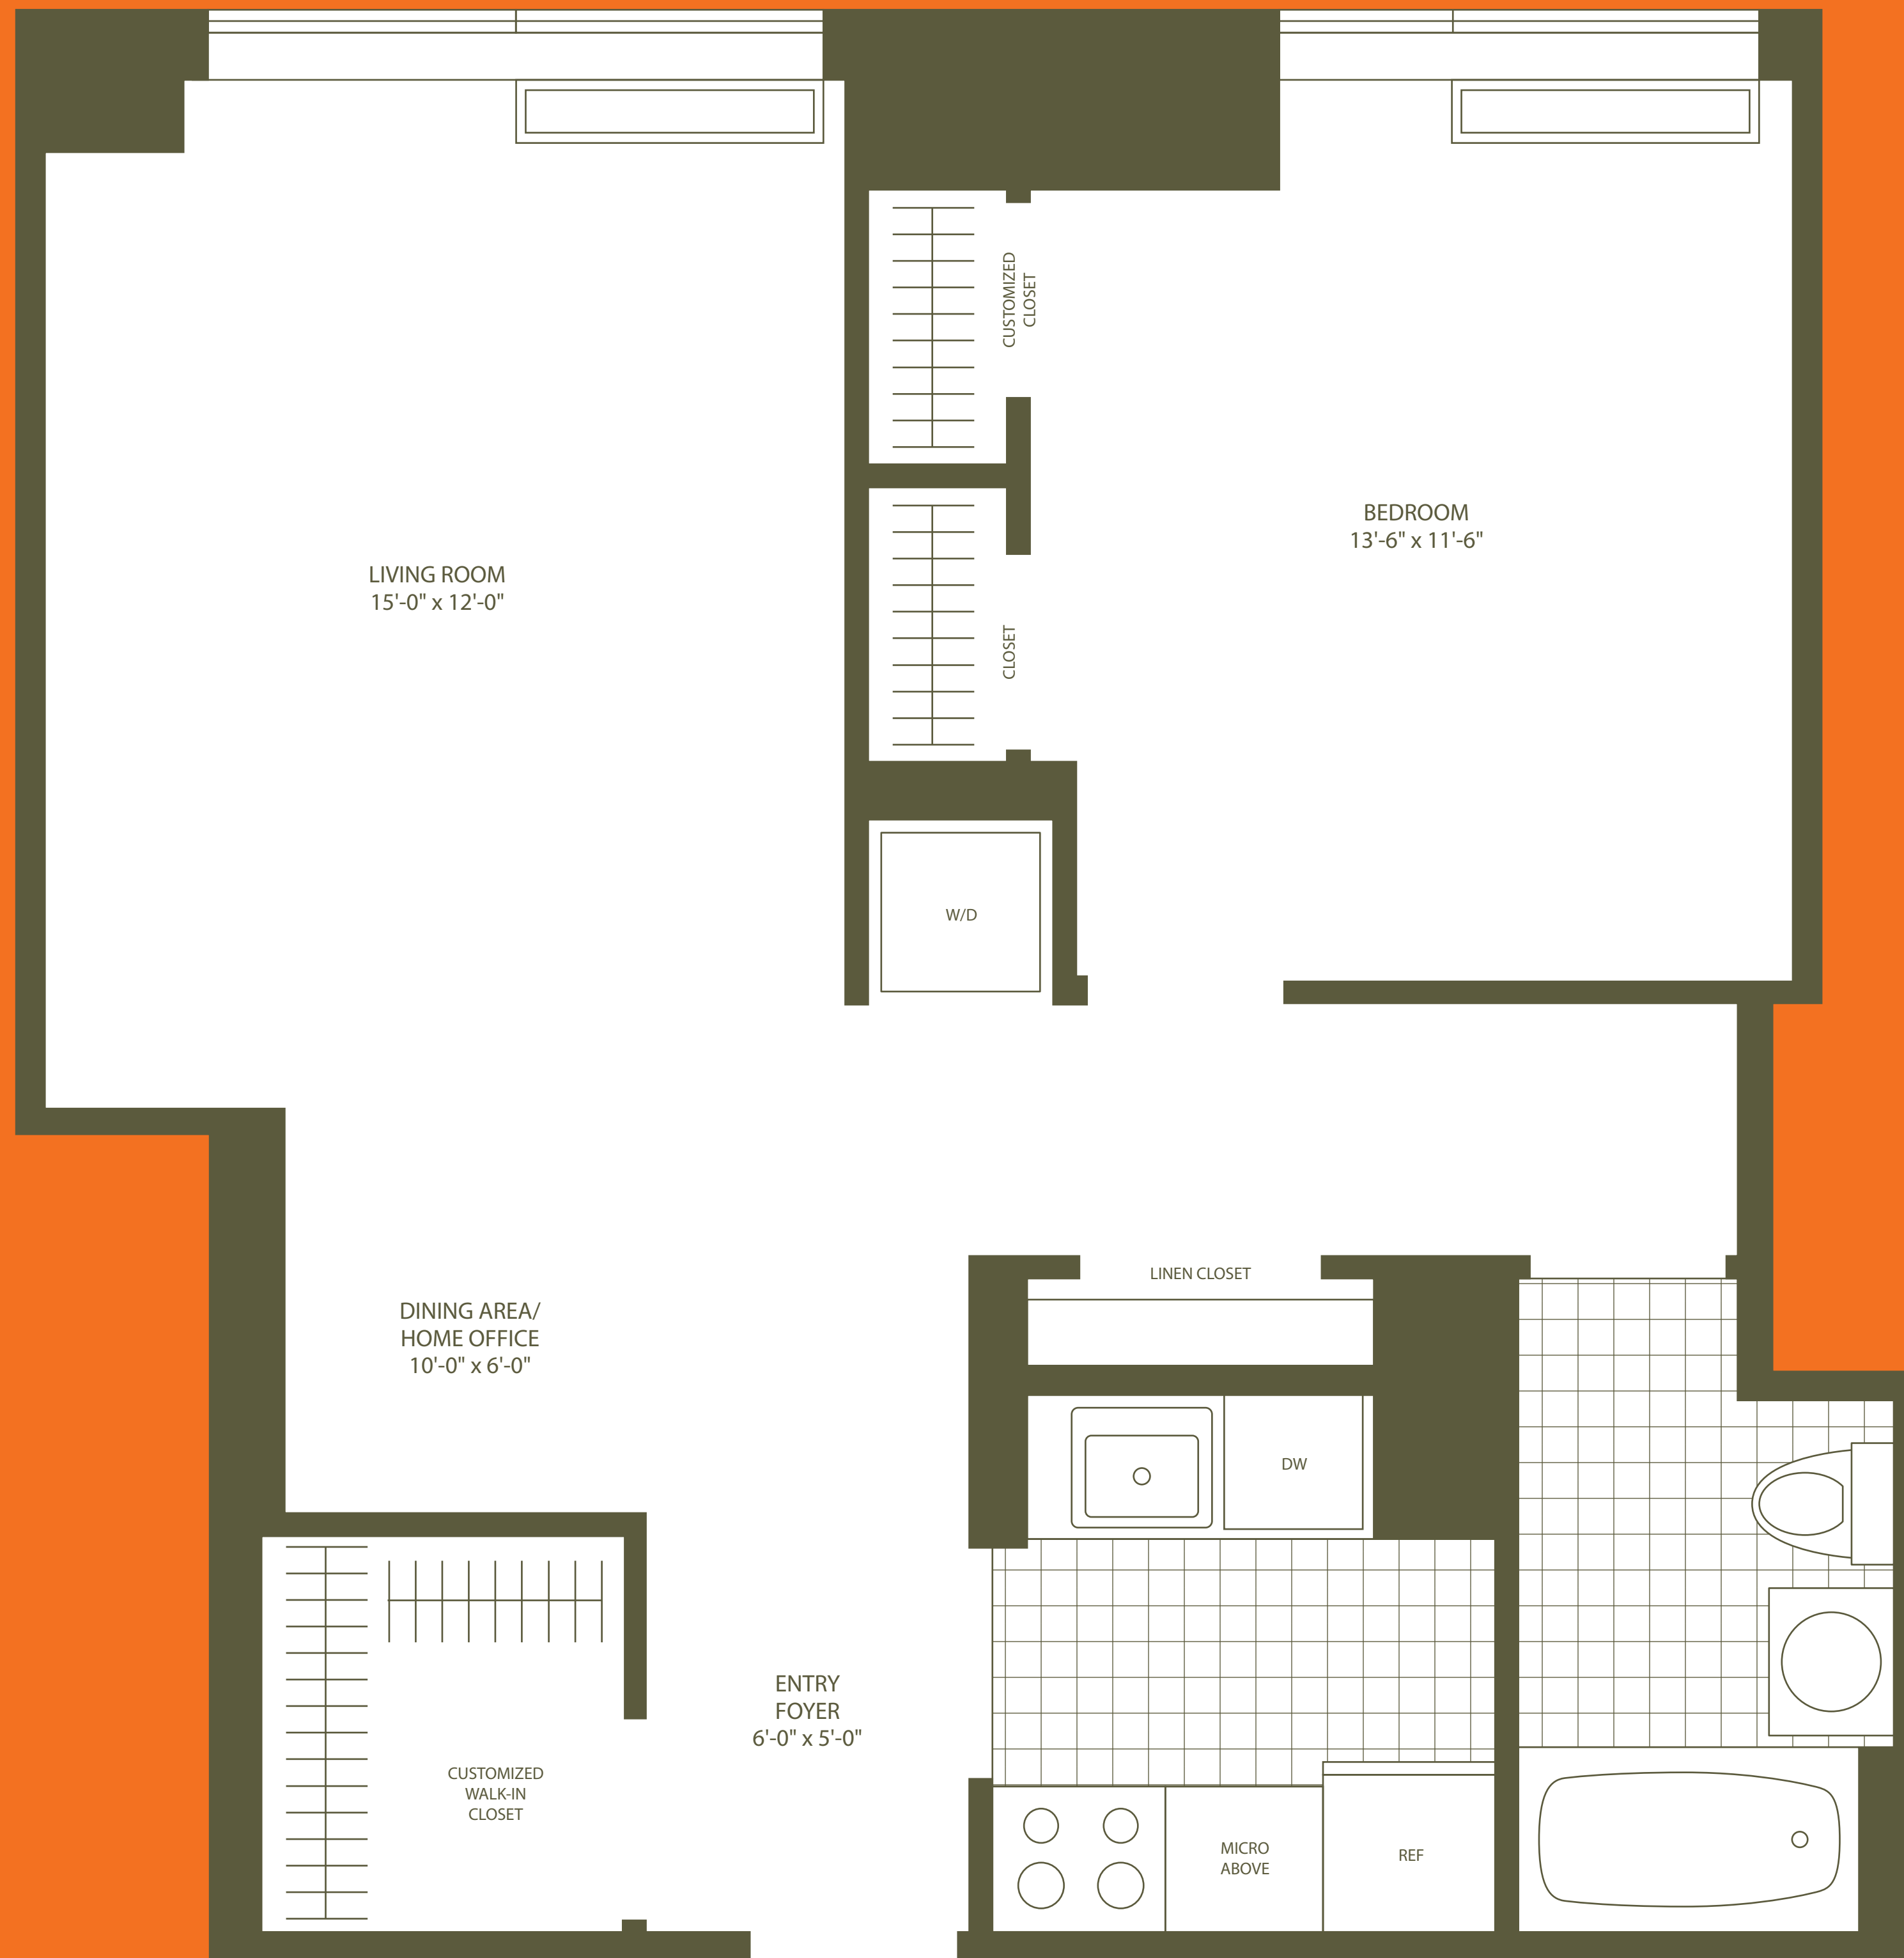 CUSTOMIZED
CLOSET
BEDROOM
13'-6" x 11'-6"
LIVING ROOM
15'-0" x 12'-0"
CLOSET
W/D
LINEN CLOSET
DINING AREA/
HOME OFFICE
10'-0" x 6'-0"
DW
ENTRY
FOYER
6'-0" x 5'-0"
CUSTOMIZED
WALK-IN
CLOSET
MICRO
ABOVE
REF